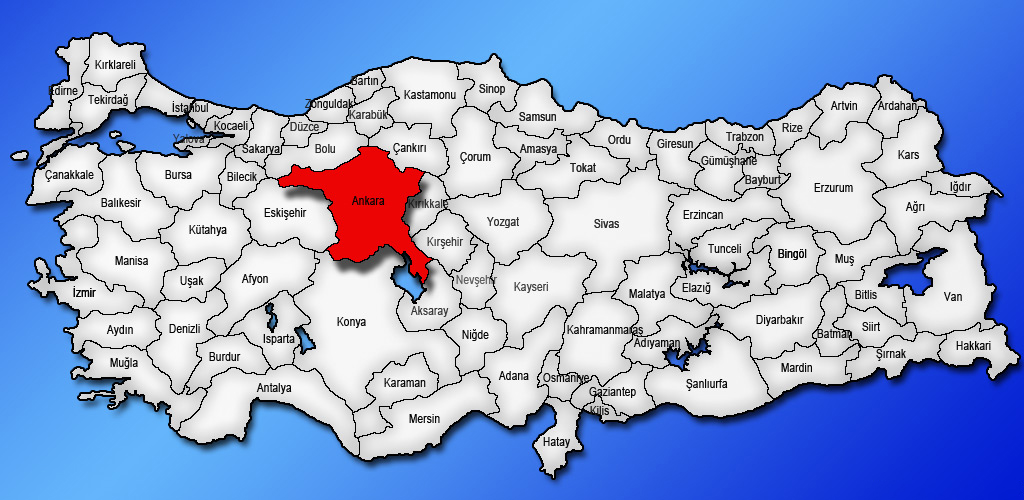 Kırklareli
Edirne
Tekirdağ
İstanbul
Kocaeli
Yalova
Sakarya
Düzce
Bolu
Zonguldak
Bartın
Karabük
Kastamonu
Sinop
Samsun
Çankırı
Çorum
Amasya
Tokat
Ordu
Giresun
Trabzon
Gümüşhane
Bayburt
Rize
Artvin
Ardahan
Kars
Iğdır
Ağrı
Erzurum
Erzincan
Çanakkale
Balıkesir
Bursa
Bilecik
Eskişehir
Kütahya
Ankara
Kırıkkale
Kırşehir
Yozgat
Sivas
Tunceli
Bingöl
Muş
Elazığ
Malatya
Kayseri
Nevşehir
Aksaray
Manisa
İzmir
Uşak
Afyon
Aydın
Denizli
Isparta
Burdur
Muğla
Antalya
Konya
Karaman
Mersin
Niğde
Adana
Kahramanmaraş
Osmaniye
Gaziantep
Kilis
Hatay
Adıyaman
Şanlıurfa
Diyarbakır
Mardin
Batman
Bitlis
Siirt
Şırnak
Van
Hakkari